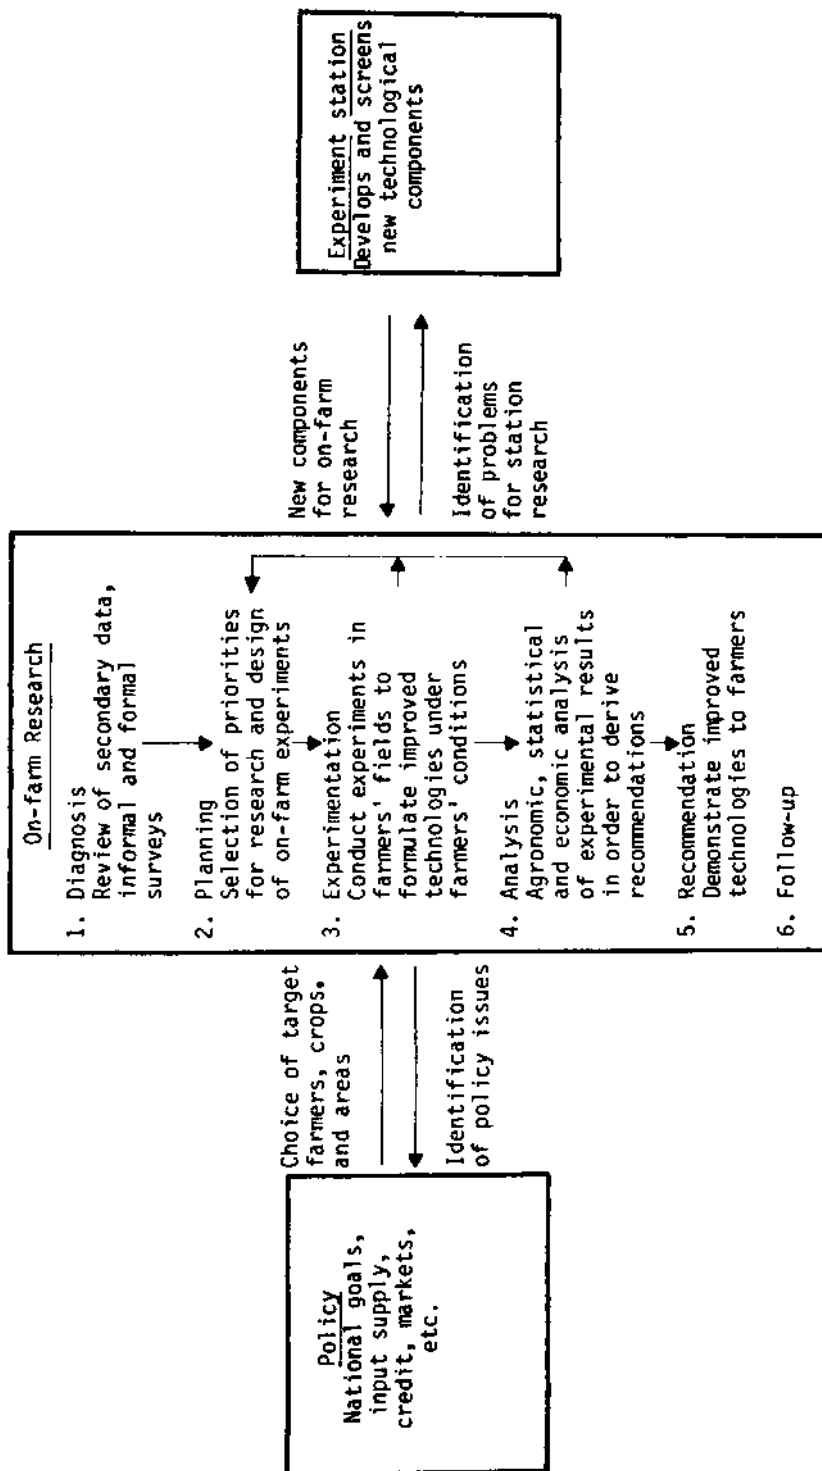 Policy
National goals,
input supply,
credit, markets,
etc.
Choice of target
farmers, crops,
and areas
Identification
of policy issues
On-farm Research
1. Diagnosis
Review of secondary data,
informal and formal
surveys
2. Planning
Selection of priorities
for research and design
of on-farm experiments
3. Experimentation
Conduct experiments in
farmers' fields to
formulate improved
technologies under
farmers' conditions
4. Analysis
Agronomic, statistical
and economic analysis
of experimental results
in order to derive
recommendations
5. Recommendation
Demonstrate improved
technologies to farmers
6. Follow-up
New components
for on-farm
research
Identification
of problems
for station
research
Experiment station
Develops and screens
new technological
components